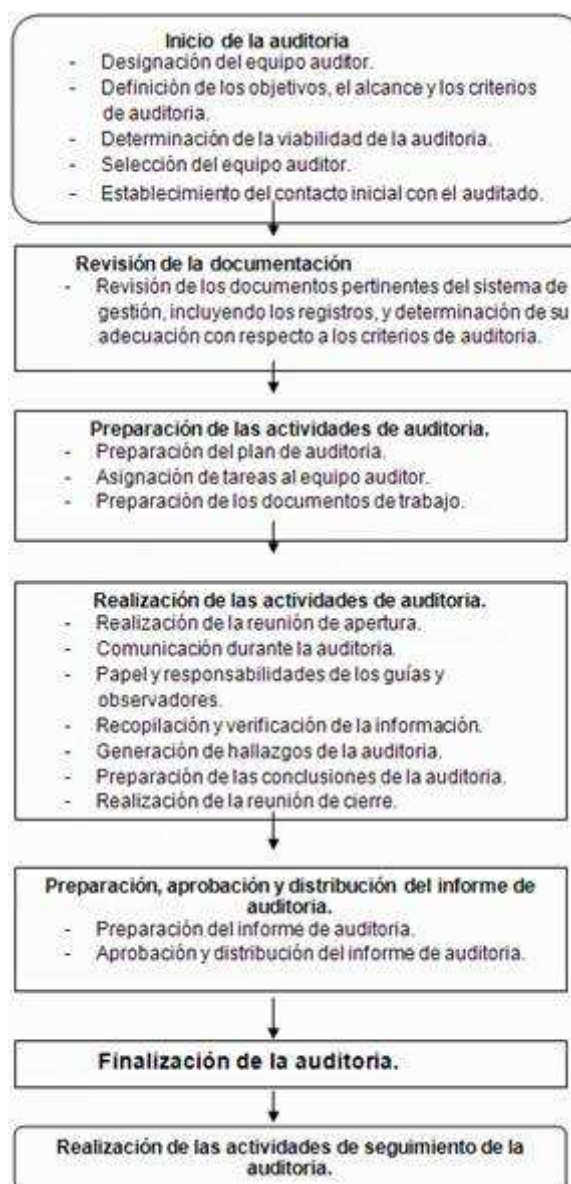 Inicio de la auditoria
- Designación del equipo auditor.
- Definición de los objetivos, el alcance y los criterios
de auditoria.
- Determinación de la viabilidad de la auditoria.
- Selección del equipo auditor.
- Establecimiento del contacto inicial con el auditado.
Revisión de la documentación
- Revisión de los documentos pertinentes del sistema de
gestión, incluyendo los registros, y determinación de su
adecuación con respecto a los criterios de auditoria.
Preparación de las actividades de auditoria.
- Preparación del plan de auditoria.
- Asignación de tareas al equipo auditor.
- Preparación de los documentos de trabajo.
Realización de las actividades de auditoria.
- Realización de la reunión de apertura.
- Comunicación durante la auditoria.
- Papel y responsabilidades de los guías y
observadores.
- Recopilación y verificación de la información.
- Generación de hallazgos de la auditoria.
- Preparación de las conclusiones de la auditoria.
- Realización de la reunión de cierre.
Preparación, aprobación y distribución del informe de
auditoria.
- Preparación del informe de auditoria.
- Aprobación y distribución del informe de auditoria.
Finalización de la auditoria.
Realización de las actividades de seguimiento de la
auditoria.